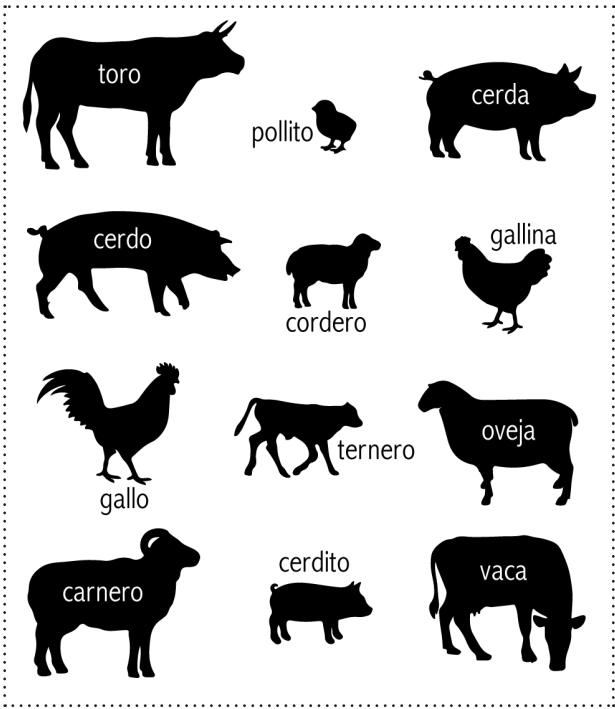 toro
pollito
cerda
cerdo
cordero
gallina
gallo
ternero
oveja
carnero
cerdito
vaca